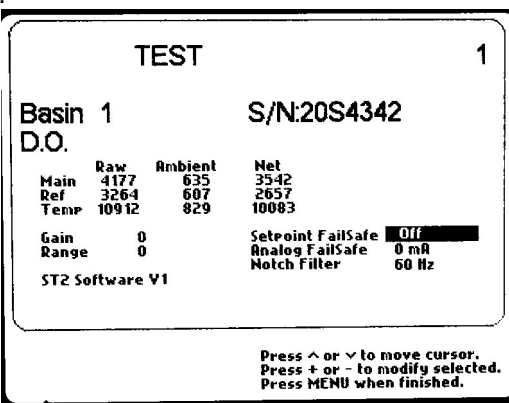 TEST 1
Basin 1 S/N:20S4342
D.O.
Raw Ambient Net
Main 4177 635 3542
Ref 3264 607 2657
Temp 10912 829 10083
Gain 0 Setpoint FailSafe Off
Range 0 Analog FailSafe 0 mA
Notch Filter 60 Hz
ST2 Software V1
Press ^ or v to move cursor.
Press + or - to modify selected.
Press MENU when finished.